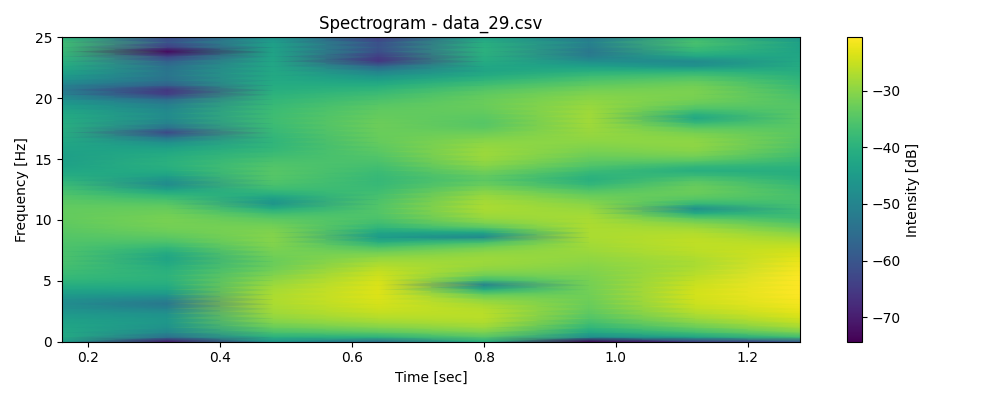 Spectrogram - data_29.csv
25
20
15
10
5
0
Frequency [Hz]
0.2 0.4 0.6 0.8 1.0 1.2
Time [sec]
−30
−40
−50
−60
−70
Intensity [dB]